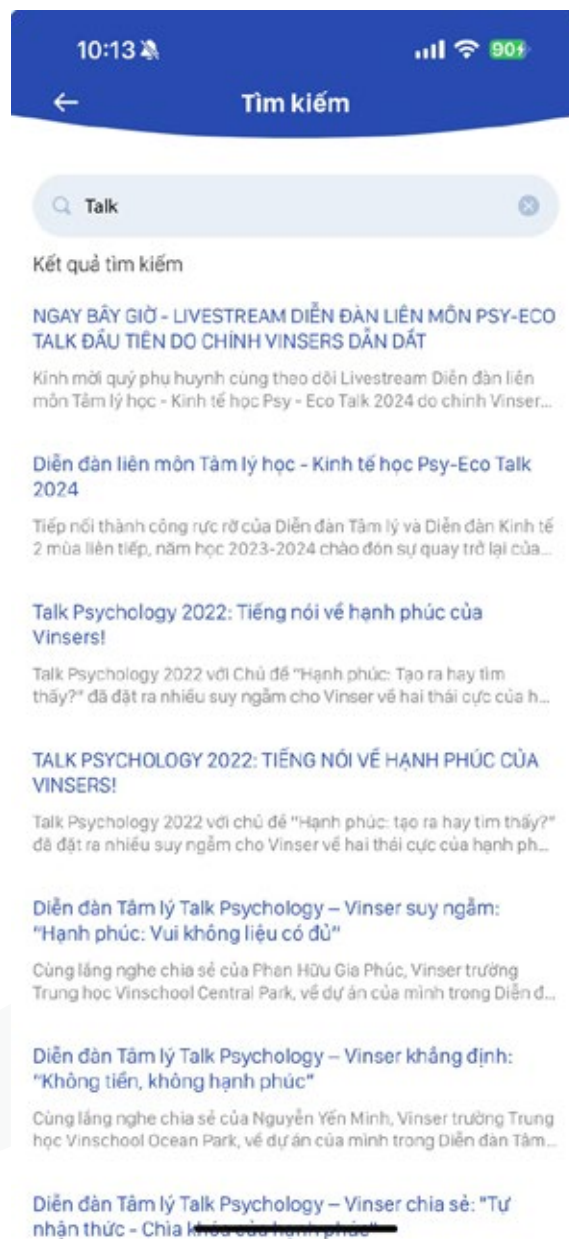 10:13
90
Tìm kiếm
Talk
Kết quả tìm kiếm
NGAY BÂY GIỜ - LIVESTREAM DIỄN ĐÀN LIÊN MÔN PSY-ECO
TALK ĐẦU TIÊN DO CHÍNH VINSERS DẪN DẮT
Kính mời quý phụ huynh cùng theo dõi Livestream Diễn đàn liên
môn Tâm lý học - Kinh tế học Psy - Eco Talk 2024 do chính Vinser...
Diễn đàn liên môn Tâm lý học - Kinh tế học Psy-Eco Talk
2024
Tiếp nối thành công rực rỡ của Diễn đàn Tâm lý và Diễn đàn Kinh tế
2 mùa liên tiếp, năm học 2023-2024 chào đón sự quay trở lại của...
Talk Psychology 2022: Tiếng nói về hạnh phúc của
Vinsers!
Talk Psychology 2022 với Chủ đề "Hạnh phúc: Tạo ra hay tìm
thấy?" đã đặt ra nhiều suy ngẫm cho Vinser về hai thái cực của h...
TALK PSYCHOLOGY 2022: TIẾNG NÓI VỀ HẠNH PHÚC CỦA
VINSERS!
Talk Psychology 2022 với chủ đề "Hạnh phúc: tạo ra hay tìm thấy?"
đã đặt ra nhiều suy ngẫm cho Vinser về hai thái cực của hạnh ph...
Diễn đàn Tâm lý Talk Psychology – Vinser suy ngẫm:
"Hạnh phúc: Vui không liệu có đủ"
Cùng lắng nghe chia sẻ của Phan Hữu Gia Phúc, Vinser trường
Trung học Vinschool Central Park, về dự án của mình trong Diễn đ...
Diễn đàn Tâm lý Talk Psychology – Vinser khẳng định:
"Không tiền, không hạnh phúc"
Cùng lắng nghe chia sẻ của Nguyễn Yến Minh, Vinser trường Trung
học Vinschool Ocean Park, về dự án của mình trong Diễn đàn Tâm...
Diễn đàn Tâm lý Talk Psychology – Vinser chia sẻ: "Tự
nhận thức - Chìa khóa của hạnh phúc"